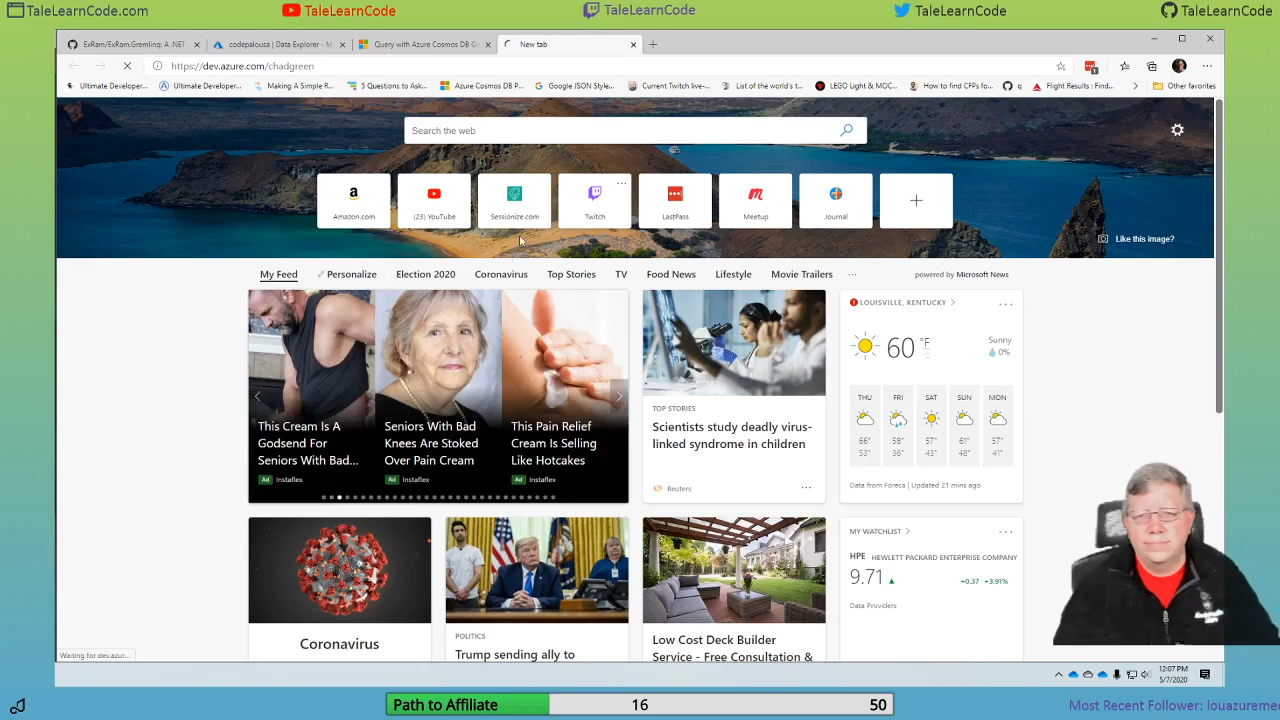 TaleLearnCode.com
TaleLearnCode
TaleLearnCode
TaleLearnCode
TaleLearnCode
ExRam/ExRam.Gremlinq: A .NET
codepalousa | Data Explorer - M
Query with Azure Cosmos DB G
New tab
https://dev.azure.com/chadgreen
1
Ultimate Developer...
Ultimate Developer...
Making A Simple R...
5 Questions to Ask...
Azure Cosmos DB P...
Google JSON Style...
Current Twitch live-...
List of the world's t...
LEGO Light & MOC...
q
How to find CFPs fo...
Flight Results : Find...
Other favorites
Search the web
Amazon.com
(23) YouTube
Sessionize.com
Twitch
LastPass
Meetup
Journal
Like this image?
My Feed
Personalize
Election 2020
Coronavirus
Top Stories
TV
Food News
Lifestyle
Movie Trailers
...
powered by Microsoft News
This Cream Is A
Godsend For
Seniors With Bad...
Ad Instaflex
Seniors With Bad
Knees Are Stoked
Over Pain Cream
Ad Instaflex
This Pain Relief
Cream Is Selling
Like Hotcakes
Ad Instaflex
TOP STORIES
Scientists study deadly virus-
linked syndrome in children
Reuters
LOUISVILLE, KENTUCKY
60 °F
C
Sunny
0%
THU
66°
53°
FRI
58°
36°
SAT
57°
43°
SUN
61°
48°
MON
57°
41°
Data from Foreca | Updated 21 mins ago
Coronavirus
POLITICS
Trump sending ally to
Low Cost Deck Builder
Service - Free Consultation &
MY WATCHLIST
HPE HEWLETT PACKARD ENTERPRISE COMPANY
9.71 +0.37 +3.91%
Data Providers
Waiting for dev.azur...
12:07 PM
5/7/2020
Path to Affiliate
16
50
Most Recent Follower: louazureme